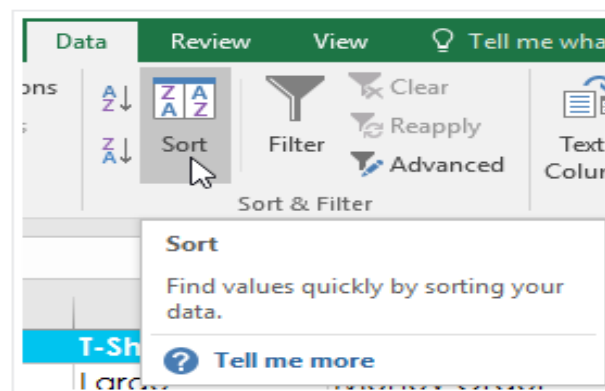 Data Review View Tell me wha
ons Clear
Sort Filter Reapply Text
Advanced Colur
Sort & Filter
Sort
Find values quickly by sorting your
data.
T-Sh
Tell me more